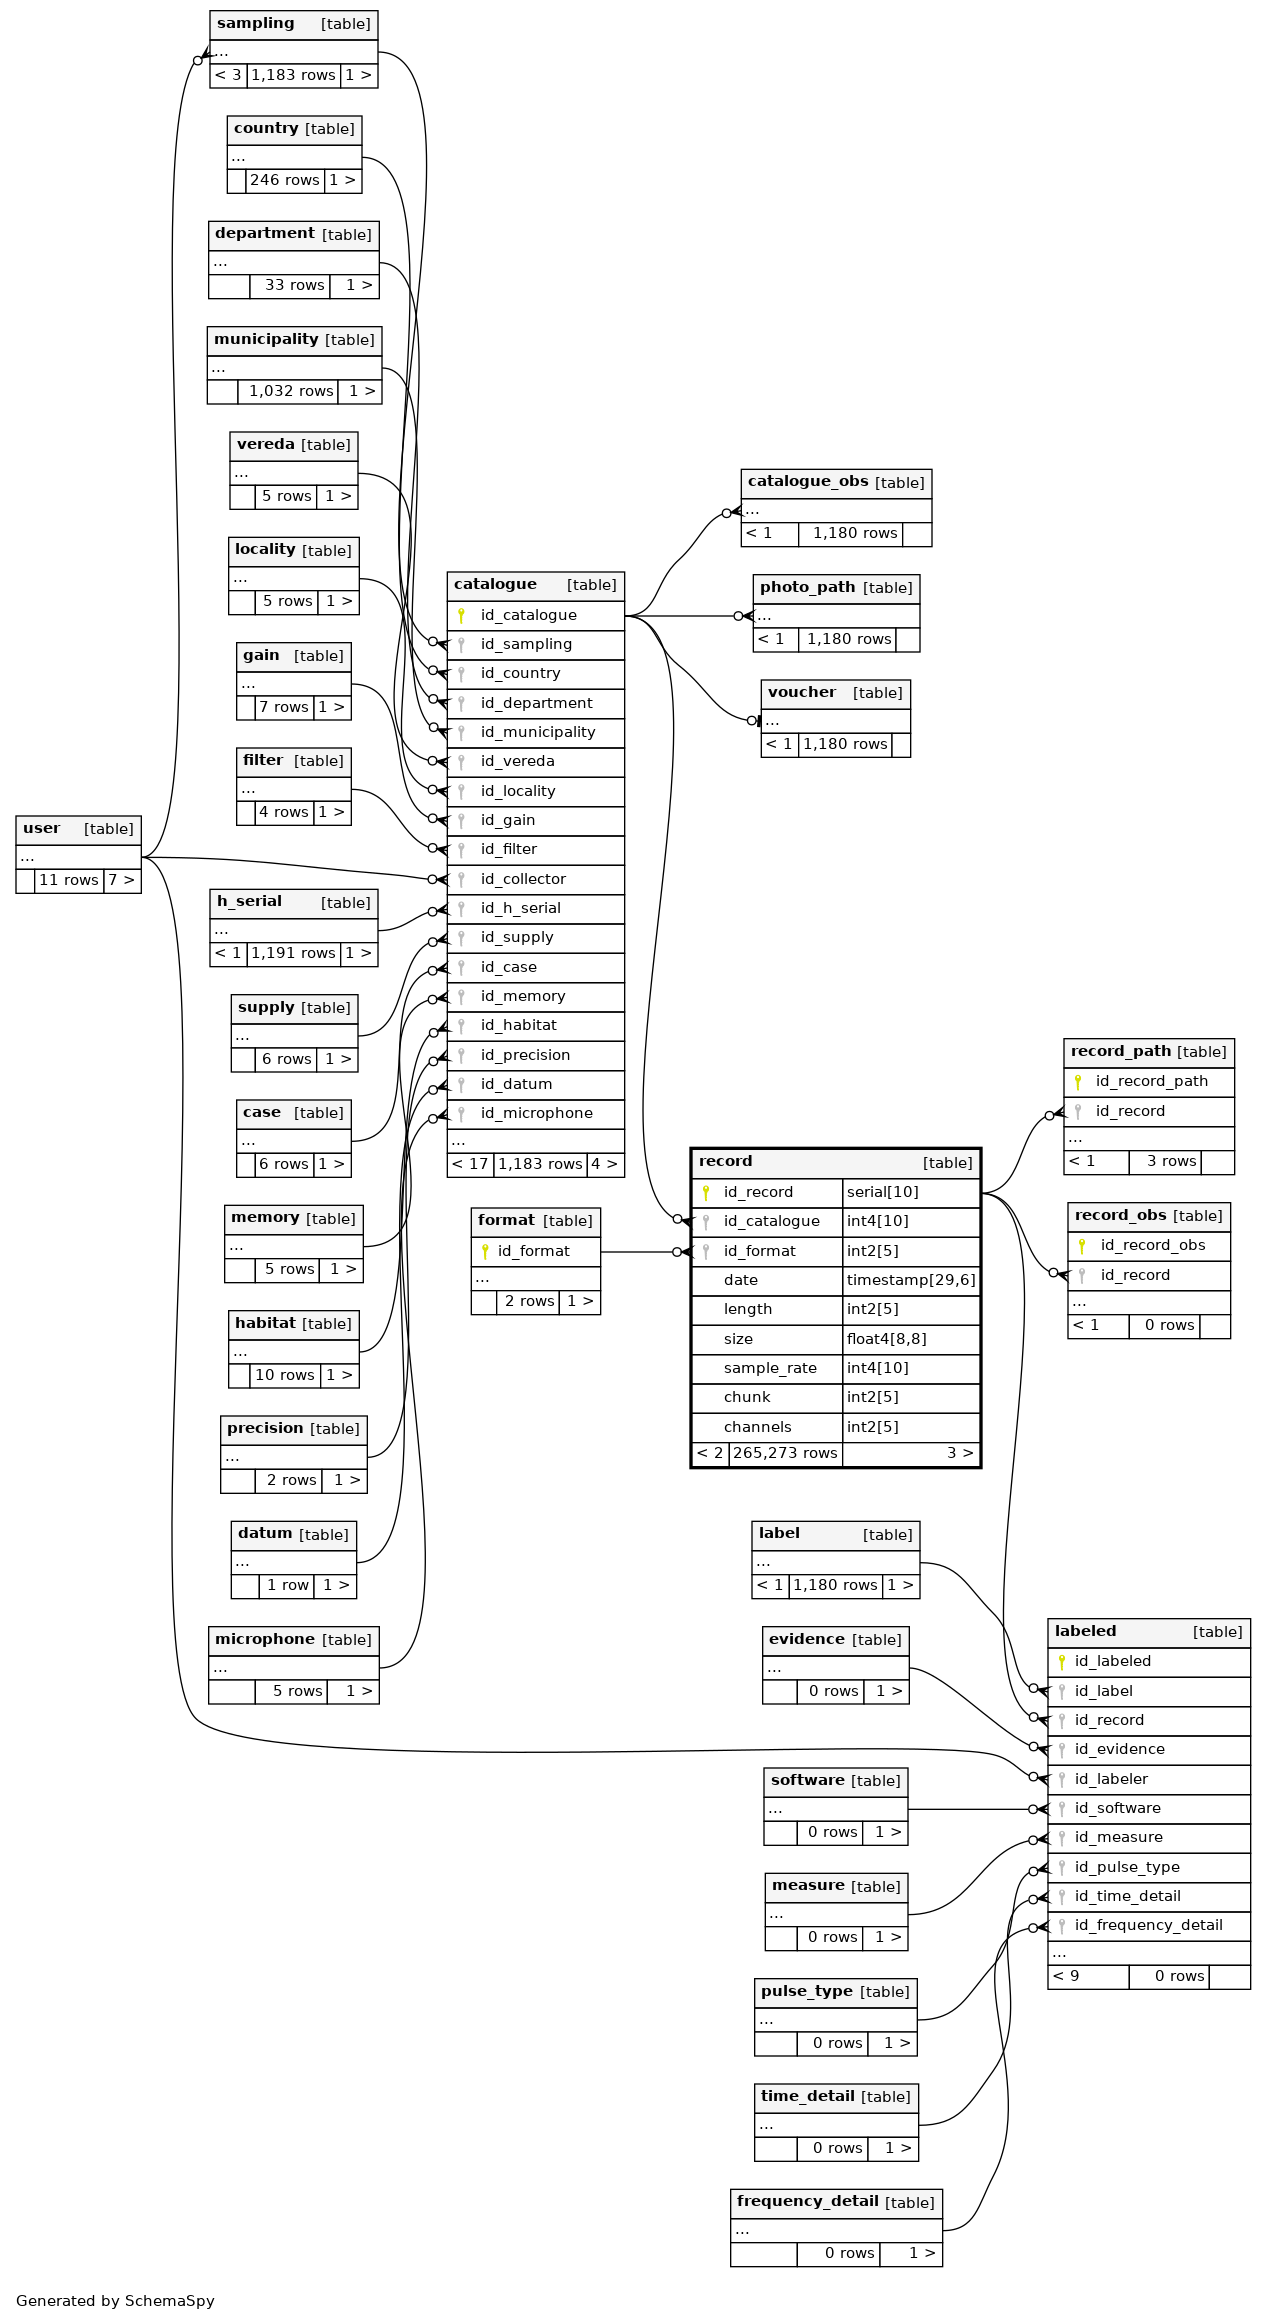 sampling [table]
...
< 3 1,183 rows 1 >
country [table]
...
246 rows 1 >
department [table]
...
33 rows 1 >
municipality [table]
...
1,032 rows 1 >
vereda [table]
...
5 rows 1 >
locality [table]
...
5 rows 1 >
gain [table]
...
7 rows 1 >
filter [table]
...
4 rows 1 >
user [table]
...
11 rows 7 >
h_serial [table]
...
< 1 1,191 rows 1 >
supply [table]
...
6 rows 1 >
case [table]
...
6 rows 1 >
memory [table]
...
5 rows 1 >
habitat [table]
...
10 rows 1 >
precision [table]
...
2 rows 1 >
datum [table]
...
1 row 1 >
microphone [table]
...
5 rows 1 >
catalogue [table]
id_catalogue
id_sampling
id_country
id_department
id_municipality
id_vereda
id_locality
id_gain
id_filter
id_collector
id_h_serial
id_supply
id_case
id_memory
id_habitat
id_precision
id_datum
id_microphone
...
< 17 1,183 rows 4 >
format [table]
id_format
...
2 rows 1 >
catalogue_obs [table]
...
< 1 1,180 rows
photo_path [table]
...
< 1 1,180 rows
voucher [table]
...
< 1 1,180 rows
record [table]
id_record serial[10]
id_catalogue int4[10]
id_format int2[5]
date timestamp[29,6]
length int2[5]
size float4[8,8]
sample_rate int4[10]
chunk int2[5]
channels int2[5]
< 2 265,273 rows 3 >
record_path [table]
id_record_path
id_record
...
< 1 3 rows
record_obs [table]
id_record_obs
id_record
...
< 1 0 rows
label [table]
...
< 1 1,180 rows 1 >
evidence [table]
...
0 rows 1 >
software [table]
...
0 rows 1 >
measure [table]
...
0 rows 1 >
pulse_type [table]
...
0 rows 1 >
time_detail [table]
...
0 rows 1 >
frequency_detail [table]
...
0 rows 1 >
labeled [table]
id_labeled
id_label
id_record
id_evidence
id_labeler
id_software
id_measure
id_pulse_type
id_time_detail
id_frequency_detail
...
< 9 0 rows
Generated by SchemaSpy